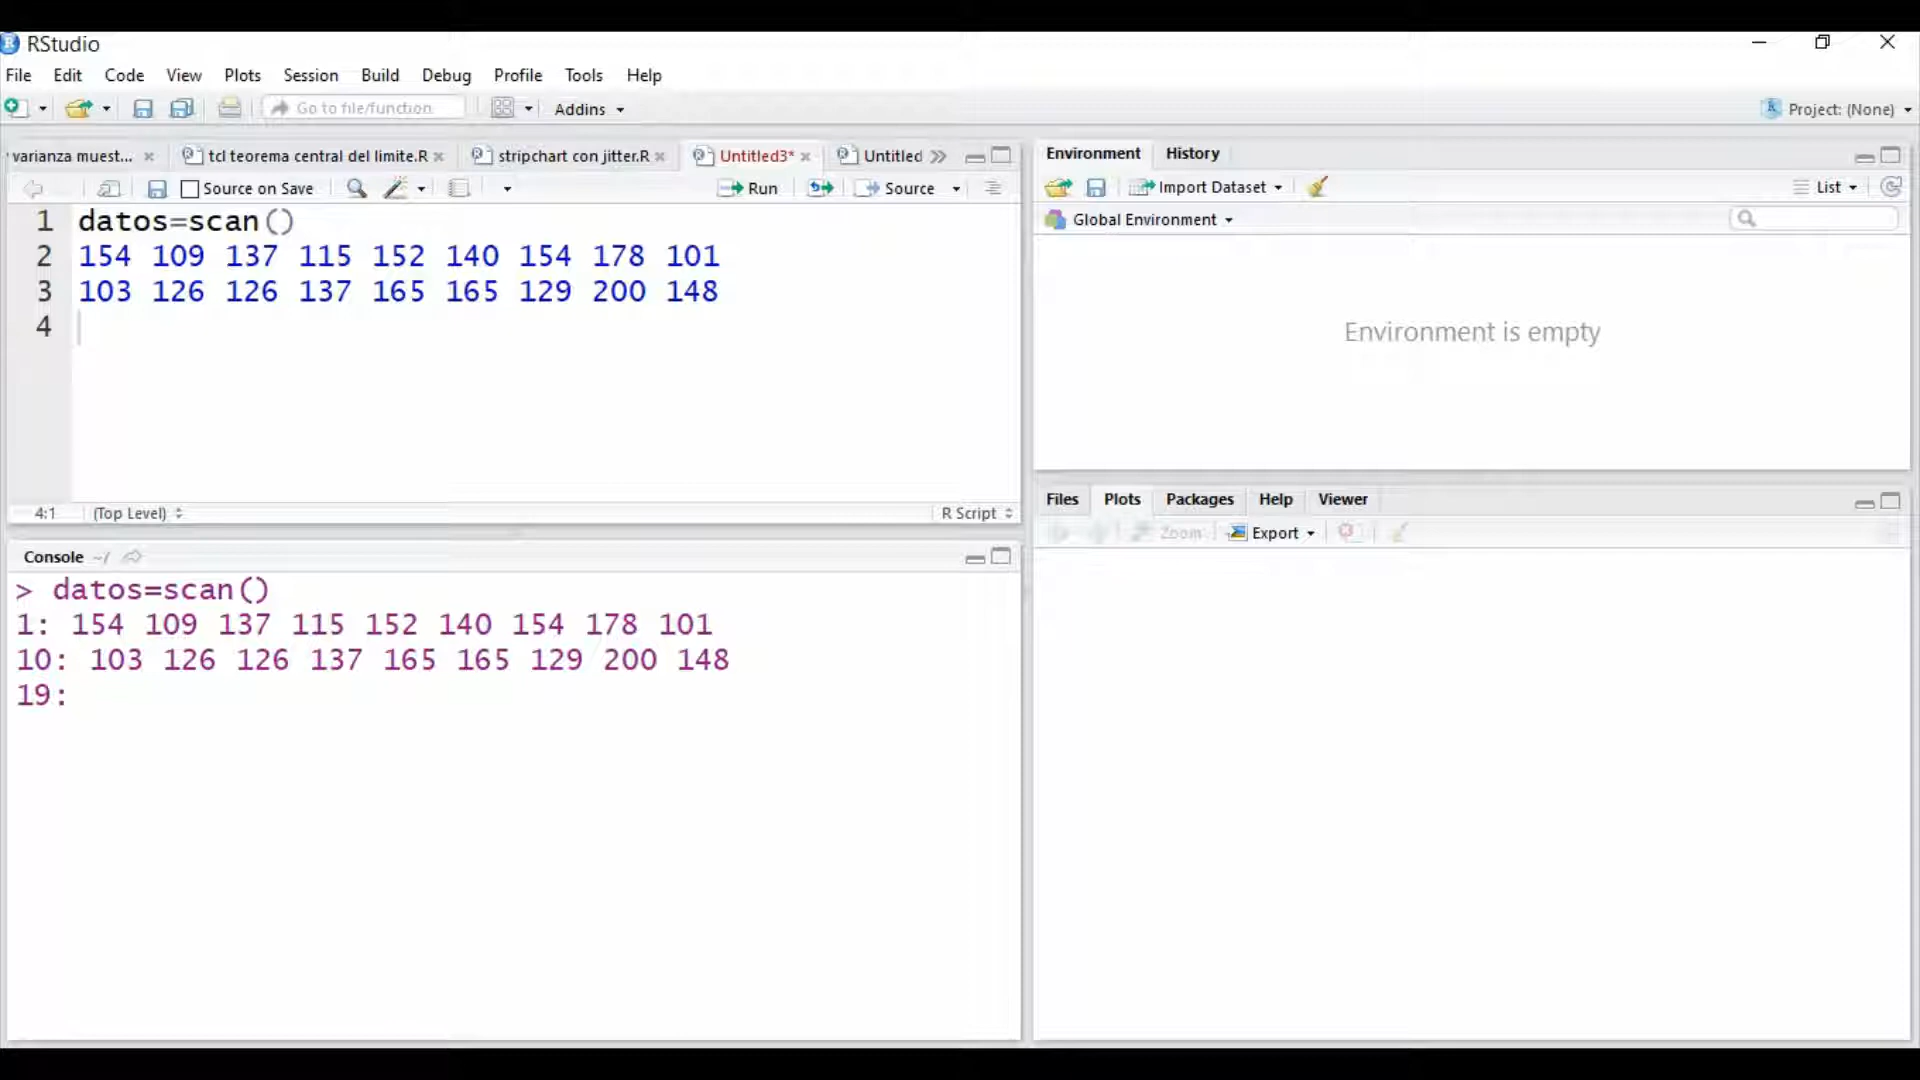 RStudio
File Edit Code View Plots Session Build Debug Profile Tools Help
Go to file/function Addins Project: (None)
varianza muest... tcl teorema central del limite.R stripchart con jitter.R Untitled3* Untitled
Source on Save Run Source
1 datos=scan()
2 154 109 137 115 152 140 154 178 101
3 103 126 126 137 165 165 129 200 148
4
4:1 (Top Level) R Script
Console ~/
> datos=scan()
1: 154 109 137 115 152 140 154 178 101
10: 103 126 126 137 165 165 129 200 148
19:
Environment History
Import Dataset List
Global Environment
Environment is empty
Files Plots Packages Help Viewer
Zoom Export